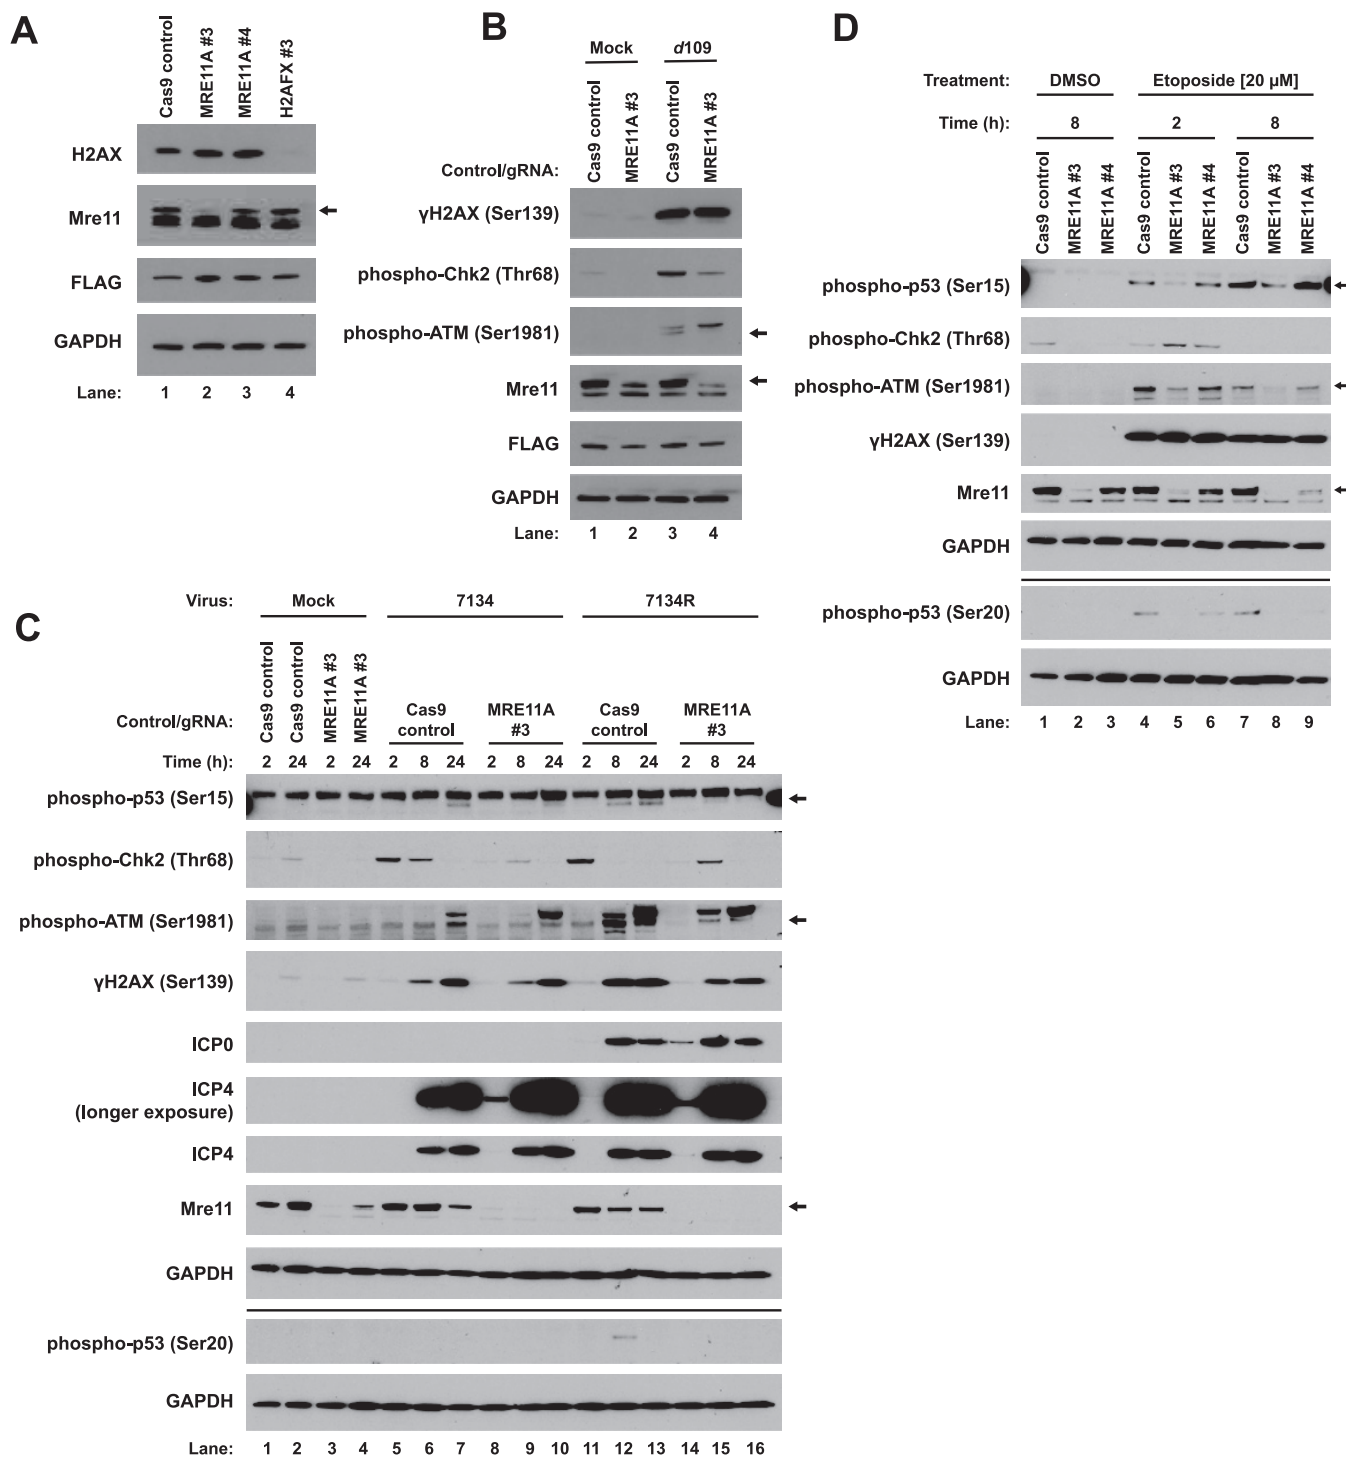 A
Cas9 control
MRE11A #3
MRE11A #4
H2AFX #3
H2AX
Mre11
FLAG
GAPDH
Lane: 1 2 3 4
B
Mock d109
Control/gRNA:
Cas9 control
MRE11A #3
Cas9 control
MRE11A #3
γH2AX (Ser139)
phospho-Chk2 (Thr68)
phospho-ATM (Ser1981)
Mre11
FLAG
GAPDH
Lane: 1 2 3 4
D
Treatment: DMSO Etoposide [20 µM]
Time (h): 8 2 8
Cas9 control
MRE11A #3
MRE11A #4
Cas9 control
MRE11A #3
MRE11A #4
Cas9 control
MRE11A #3
MRE11A #4
phospho-p53 (Ser15)
phospho-Chk2 (Thr68)
phospho-ATM (Ser1981)
γH2AX (Ser139)
Mre11
GAPDH
phospho-p53 (Ser20)
GAPDH
Lane: 1 2 3 4 5 6 7 8 9
C
Virus: Mock 7134 7134R
Control/gRNA:
Cas9 control
Cas9 control
MRE11A #3
MRE11A #3
Cas9 control
MRE11A #3
Cas9 control
MRE11A #3
Time (h): 2 24 2 24 2 8 24 2 8 24 2 8 24 2 8 24
phospho-p53 (Ser15)
phospho-Chk2 (Thr68)
phospho-ATM (Ser1981)
γH2AX (Ser139)
ICP0
ICP4
(longer exposure)
ICP4
Mre11
GAPDH
phospho-p53 (Ser20)
GAPDH
Lane: 1 2 3 4 5 6 7 8 9 10 11 12 13 14 15 16